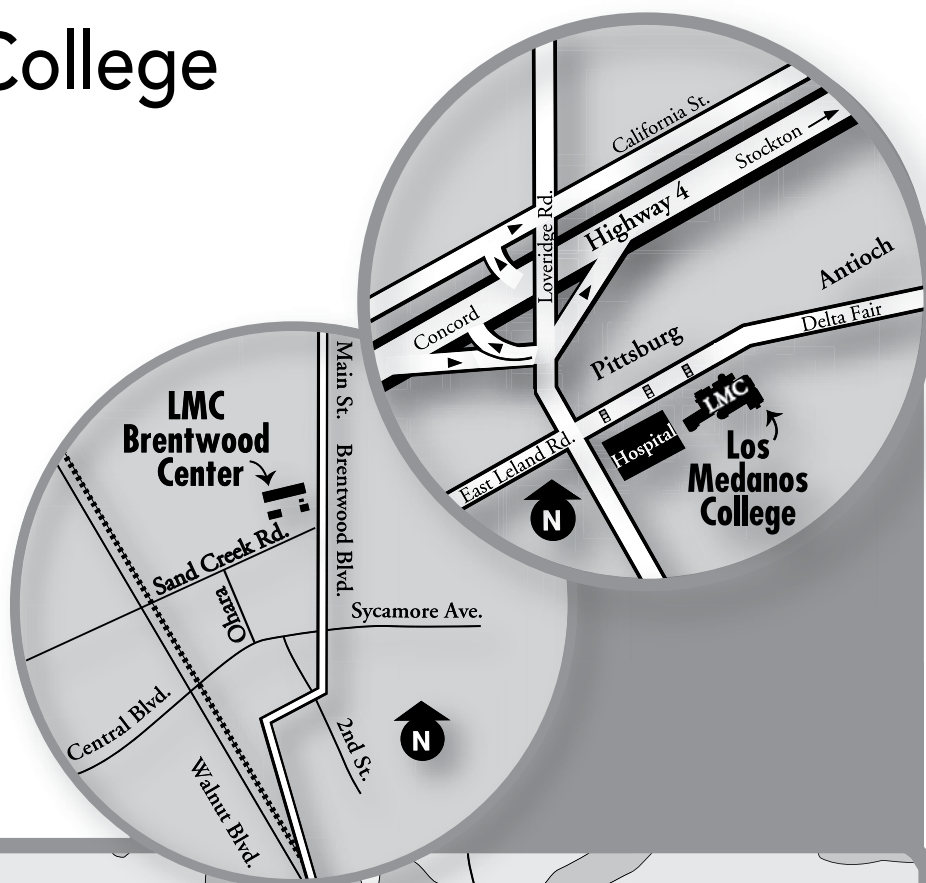 College
California St.
Stockton
Loveridge Rd.
Highway 4
Antioch
Concord
Delta Fair
Pittsburg
LMC
Hospital
East Leland Rd.
Los
Medanos
College
N
Main St.
Brentwood Blvd.
LMC
Brentwood
Center
Sand Creek Rd.
Ohara
Sycamore Ave.
Central Blvd.
2nd St.
N
Walnut Blvd.